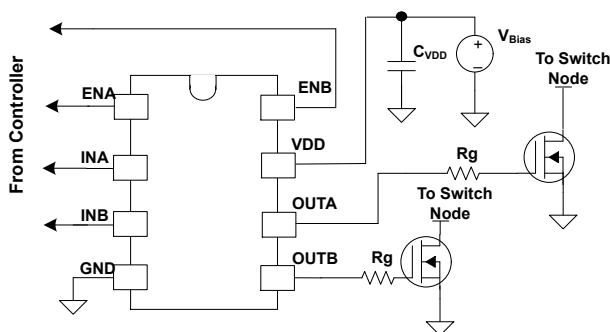 From Controller
ENA
INA
INB
GND
ENB
VDD
OUTA
OUTB
CVDD
VBias
+
−
To Switch
Node
Rg
To Switch
Node
Rg